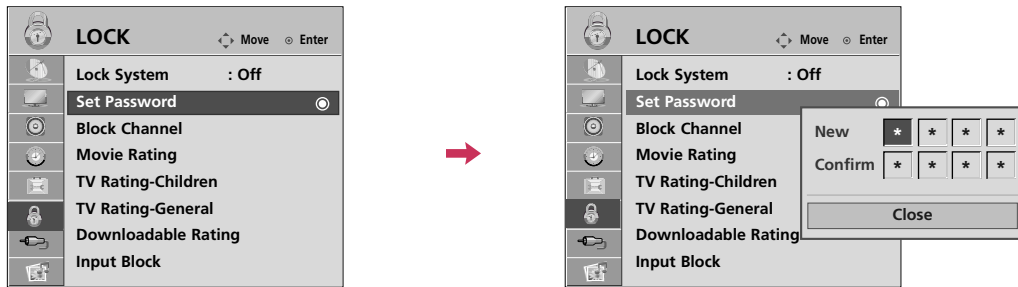 LOCK Move Enter
Lock System : Off
Set Password
Block Channel
Movie Rating
TV Rating-Children
TV Rating-General
Downloadable Rating
Input Block
LOCK Move Enter
Lock System : Off
Set Password
Block Channel
Movie Rating
TV Rating-Children
TV Rating-General
Downloadable Rating
Input Block
New * * * *
Confirm * * * *
Close